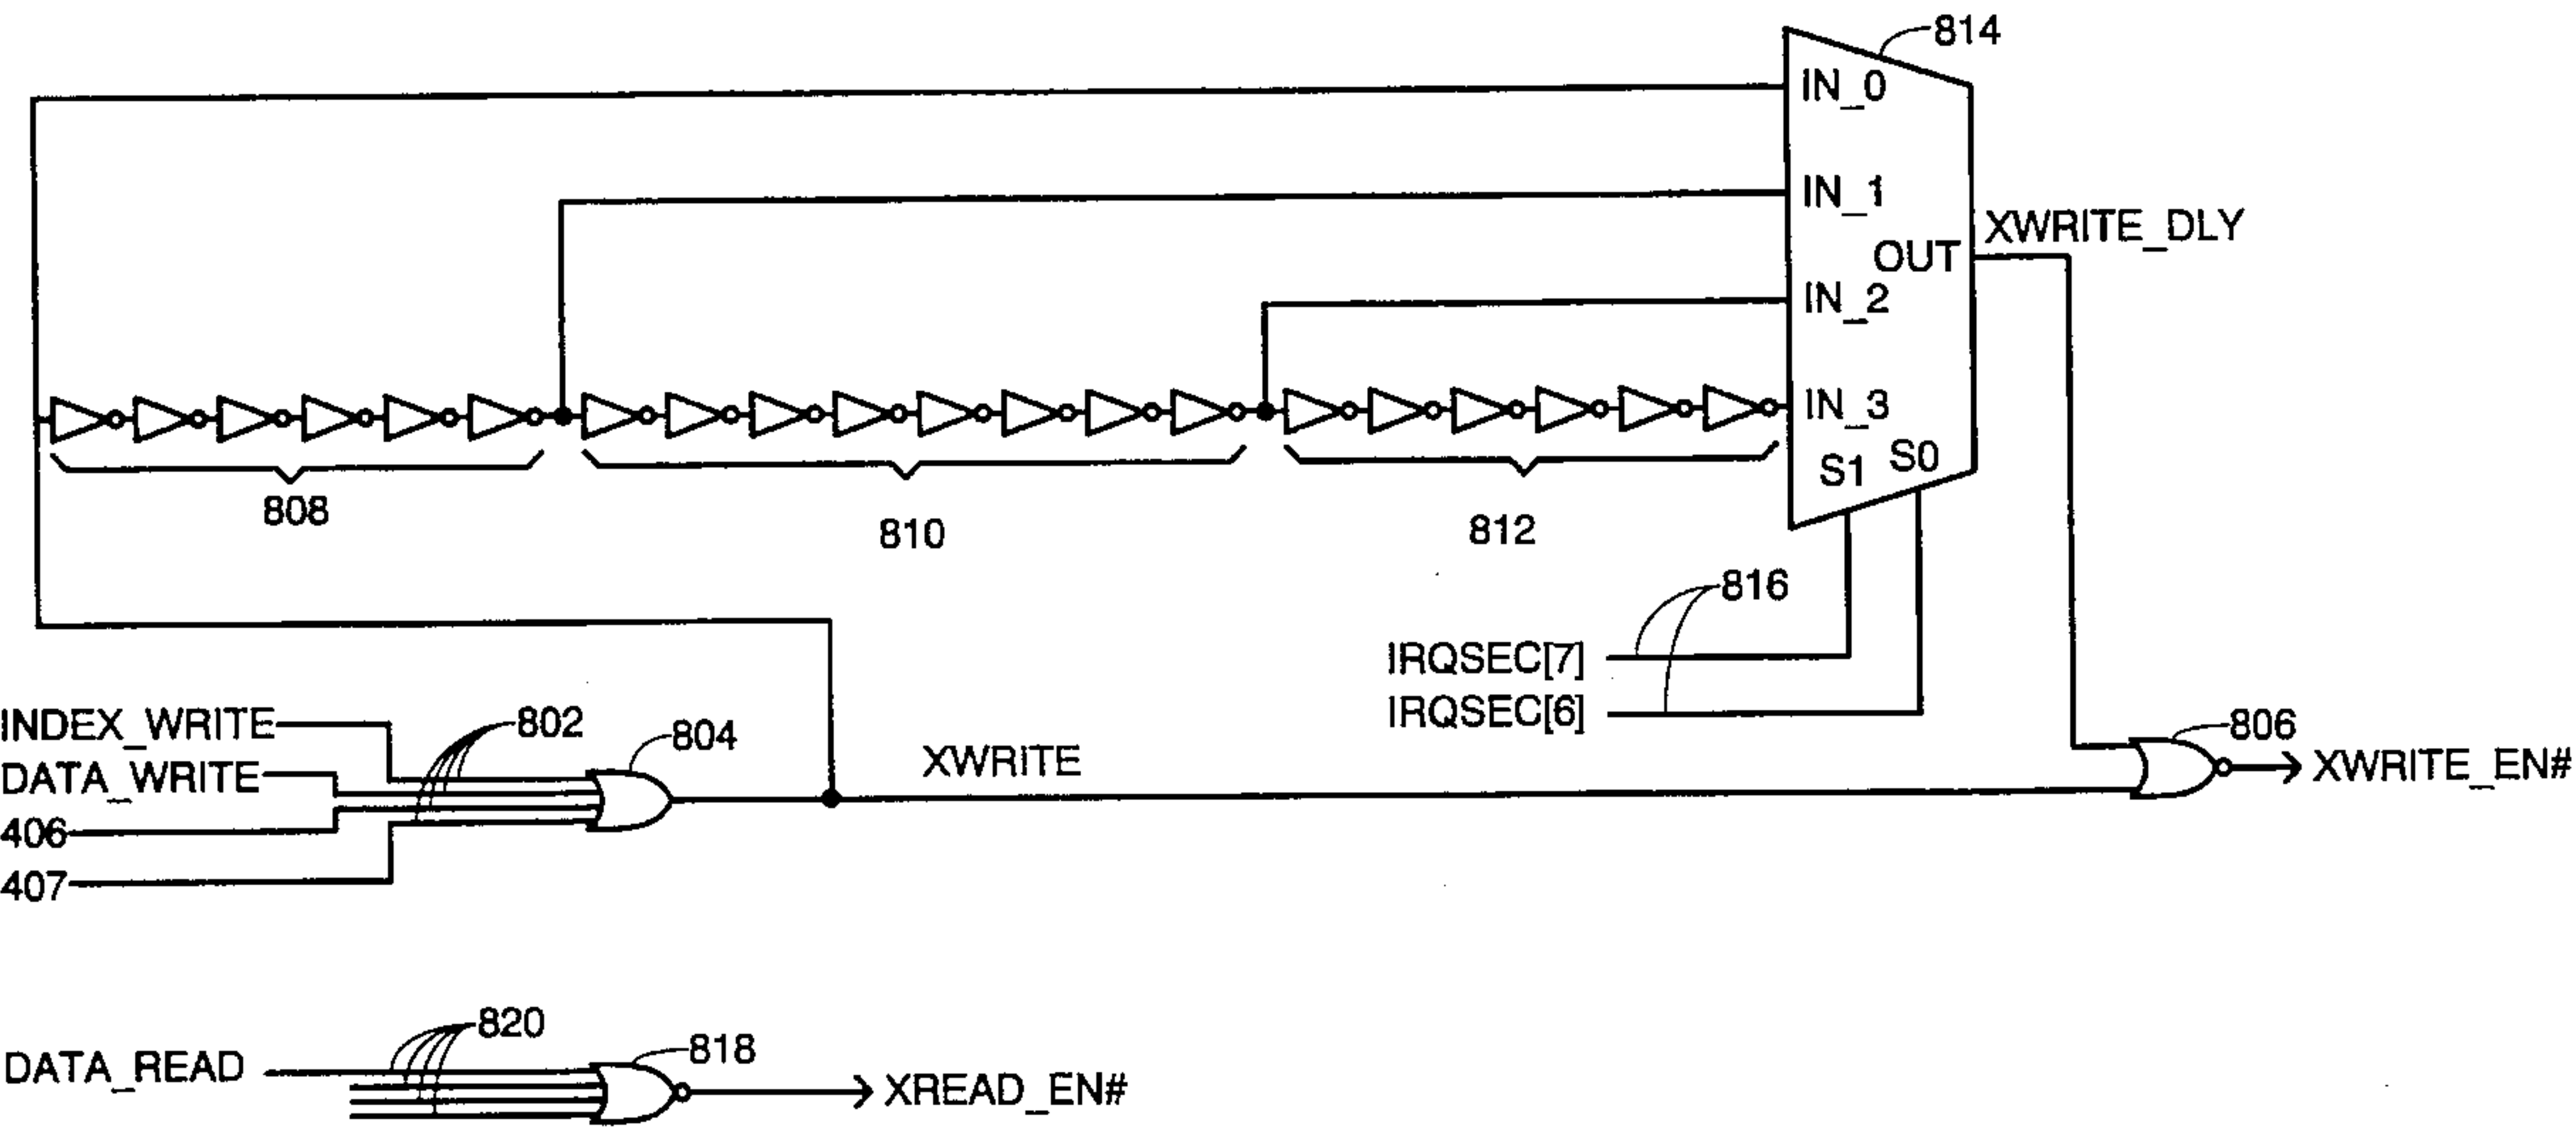 814
IN_0
IN_1
XWRITE_DLY
OUT
IN_2
IN_3
S1 S0
808
810
812
816
IRQSEC[7]
IRQSEC[6]
INDEX_WRITE
802
804
806
DATA_WRITE
XWRITE
XWRITE_EN#
406
407
820
818
DATA_READ
XREAD_EN#